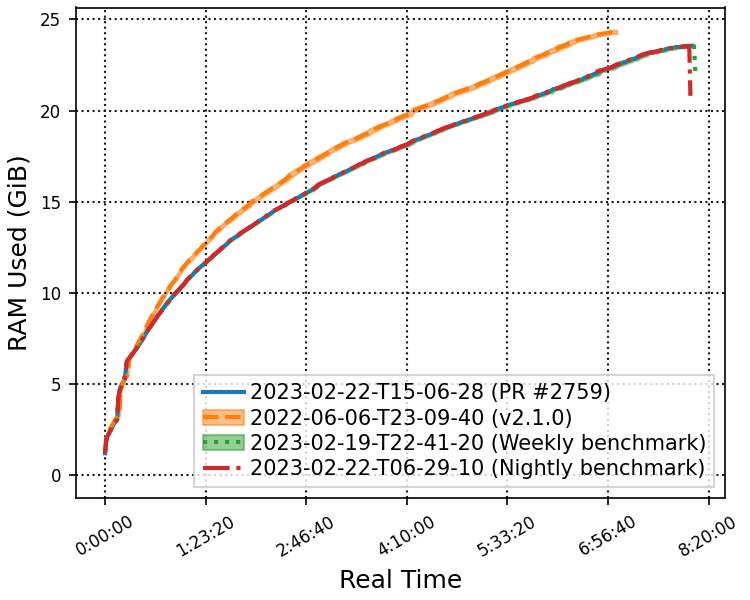 25
20
15
10
5
0
RAM Used (GiB)
2023-02-22-T15-06-28 (PR #2759)
2022-06-06-T23-09-40 (v2.1.0)
2023-02-19-T22-41-20 (Weekly benchmark)
2023-02-22-T06-29-10 (Nightly benchmark)
0:00:00
1:23:20
2:46:40
4:10:00
5:33:20
6:56:40
8:20:00
Real Time